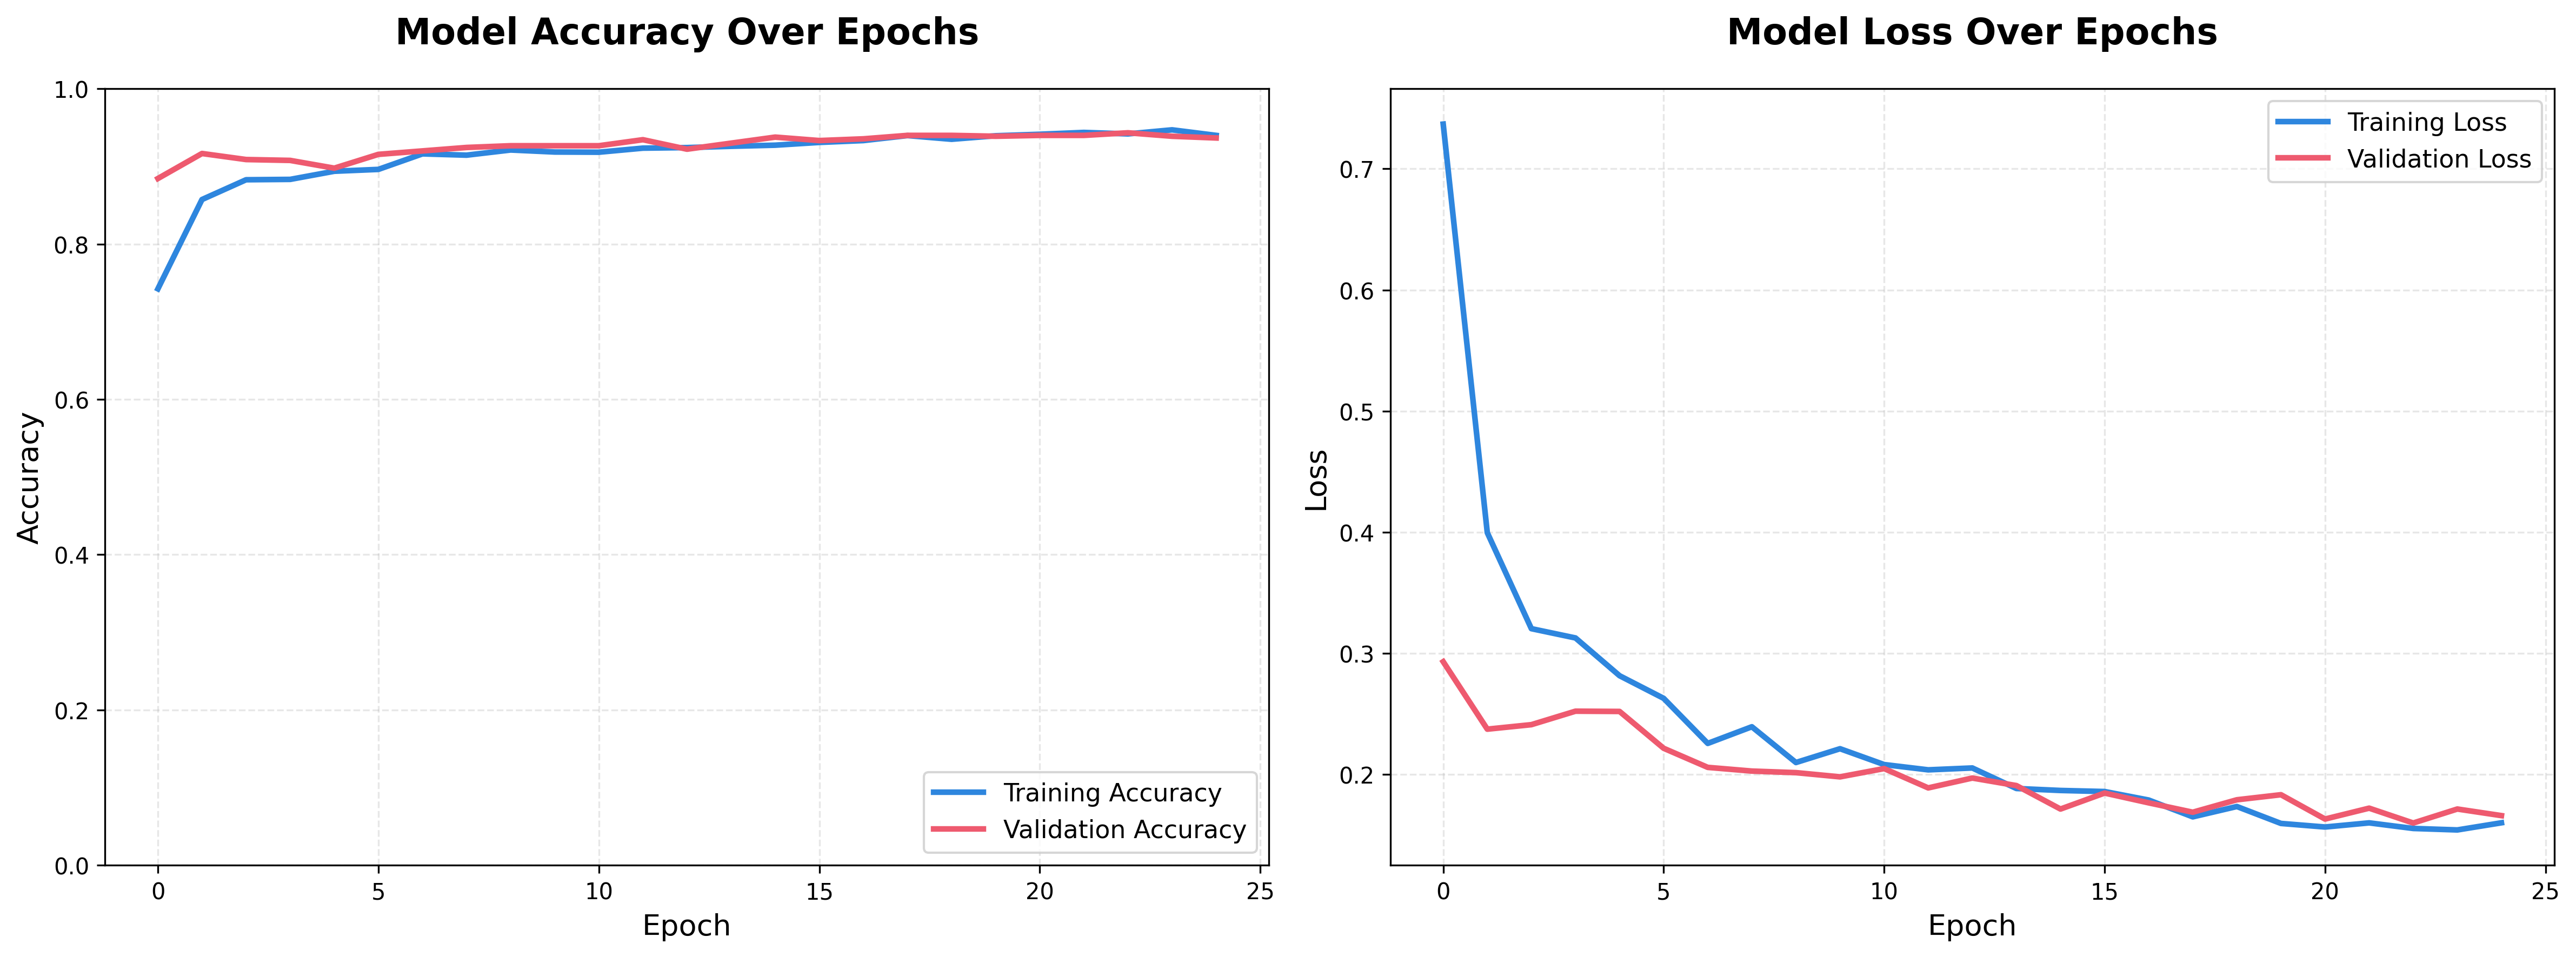 Model Accuracy Over Epochs
1.0
0.8
0.6
0.4
0.2
0.0
Accuracy
0 5 10 15 20 25
Epoch
Training Accuracy
Validation Accuracy
Model Loss Over Epochs
0.7
0.6
0.5
0.4
0.3
0.2
Loss
0 5 10 15 20 25
Epoch
Training Loss
Validation Loss